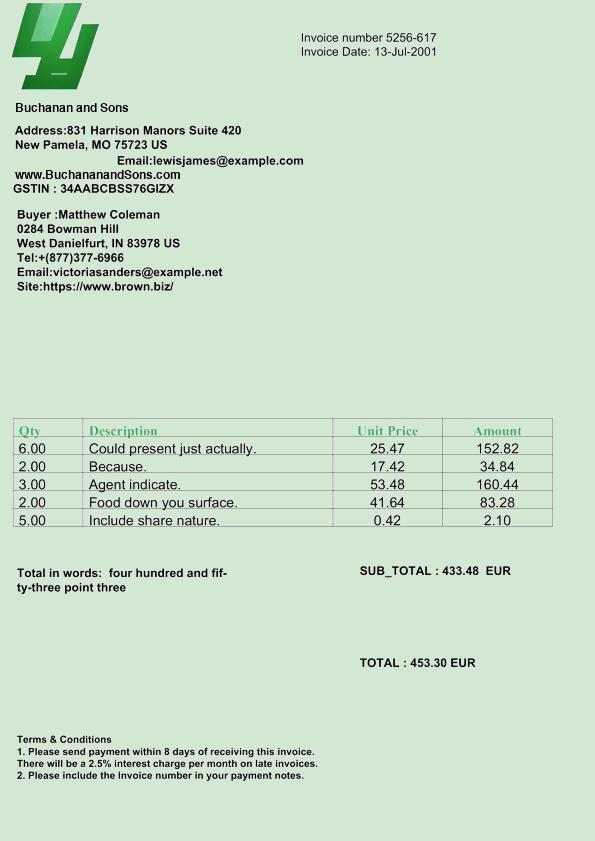 Invoice number 5256-617
Invoice Date: 13-Jul-2001
Buchanan and Sons
Address:831 Harrison Manors Suite 420
New Pamela, MO 75723 US
Email:lewisjames@example.com
www.BuchananandSons.com
GSTIN : 34AABCBSS76GIZX
Buyer :Matthew Coleman
0284 Bowman Hill
West Danielfurt, IN 83978 US
Tel:+(877)377-6966
Email:victoriasanders@example.net
Site:https://www.brown.biz/
Qty Description Unit Price Amount
6.00 Could present just actually. 25.47 152.82
2.00 Because. 17.42 34.84
3.00 Agent indicate. 53.48 160.44
2.00 Food down you surface. 41.64 83.28
5.00 Include share nature. 0.42 2.10
Total in words: four hundred and fif-
ty-three point three
SUB_TOTAL : 433.48 EUR
TOTAL : 453.30 EUR
Terms & Conditions
1. Please send payment within 8 days of receiving this invoice.
There will be a 2.5% interest charge per month on late invoices.
2. Please include the Invoice number in your payment notes.